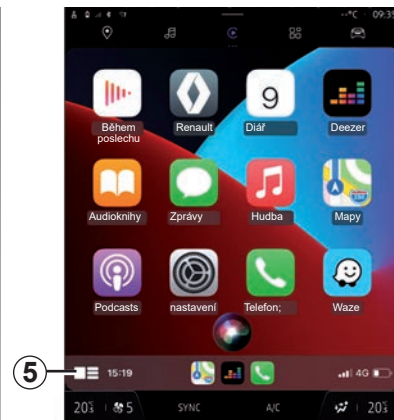 --°C 09:35
Během
poslechu
Renault
9
Diář
Deezer
Audioknihy
Zprávy
Hudba
Mapy
Podcasts
nastavení
Telefon;
Waze
5
15:19
4G
20°5 5 SYNC A/C 20°5